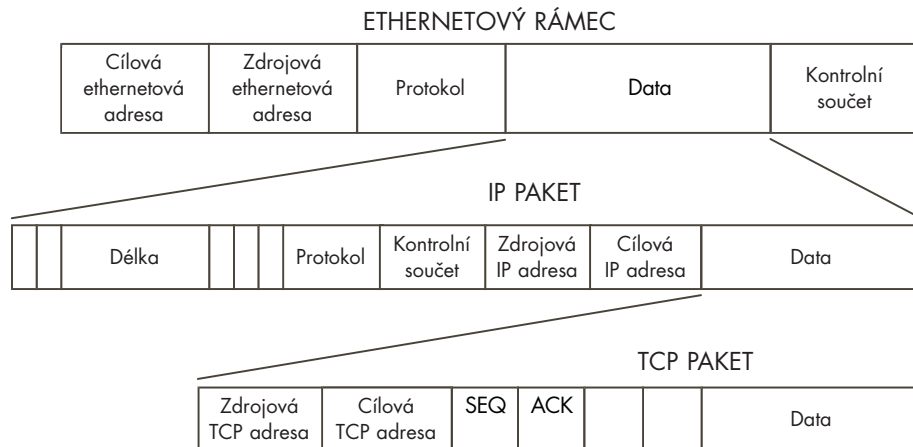 ETHERNETOVÝ RÁMEC
Cílová
ethernetová
adresa
Zdrojová
ethernetová
adresa
Protokol
Data
Kontrolní
součet
IP PAKET
Délka
Protokol
Kontrolní
součet
Zdrojová
IP adresa
Cílová
IP adresa
Data
TCP PAKET
Zdrojová
TCP adresa
Cílová
TCP adresa
SEQ
ACK
Data